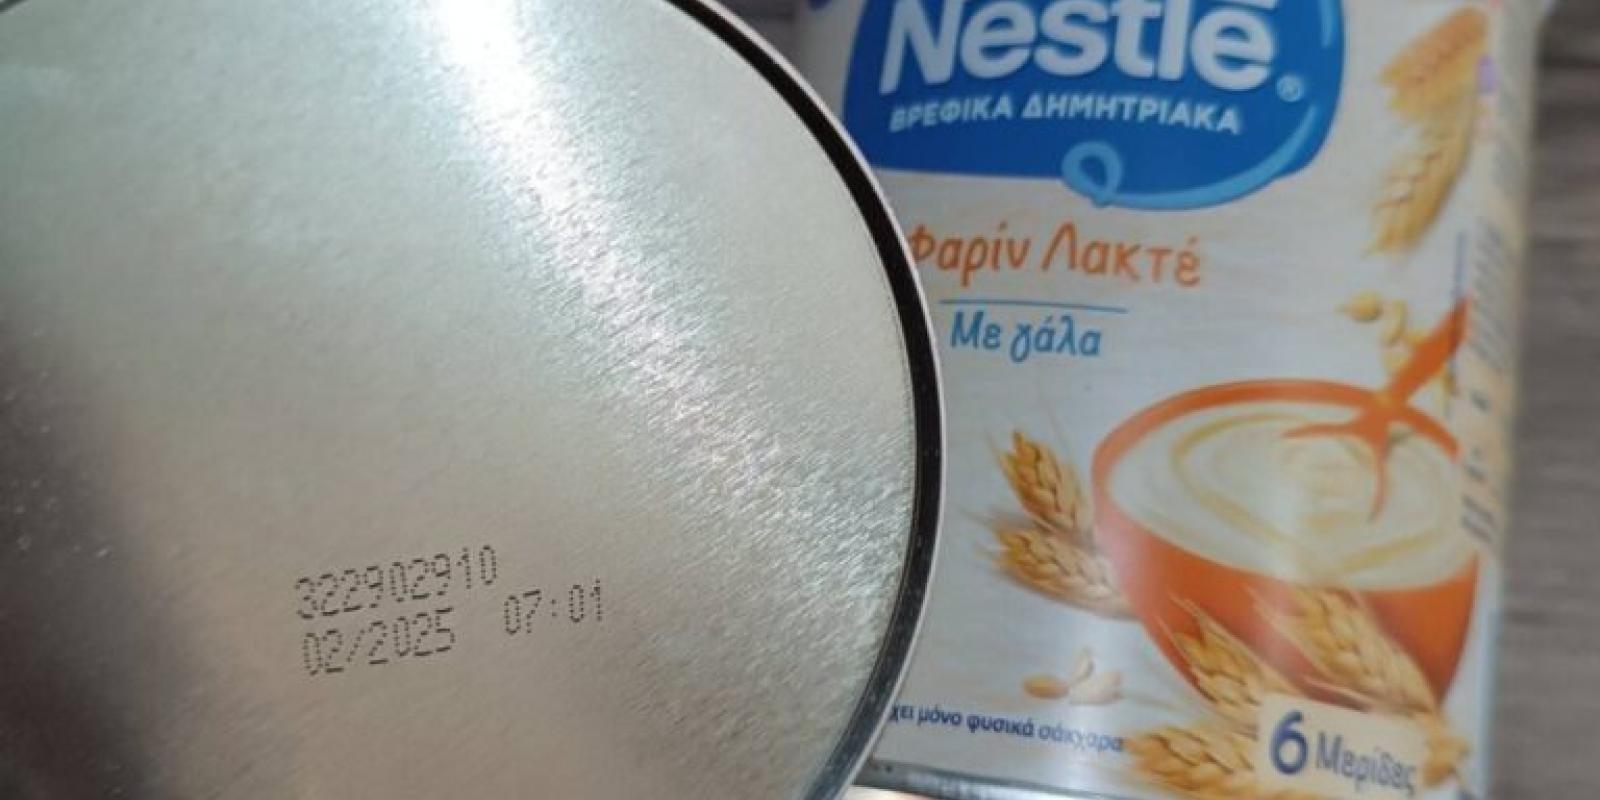 322902910
02/2025 07:01
Nestlé®
ΒΡΕΦΙΚΑ ΔΗΜΗΤΡΙΑΚΑ
Φαρίν Λακτέ
Με γάλα
μόνο φυσικά σάκχαρα
6 Μερίδες